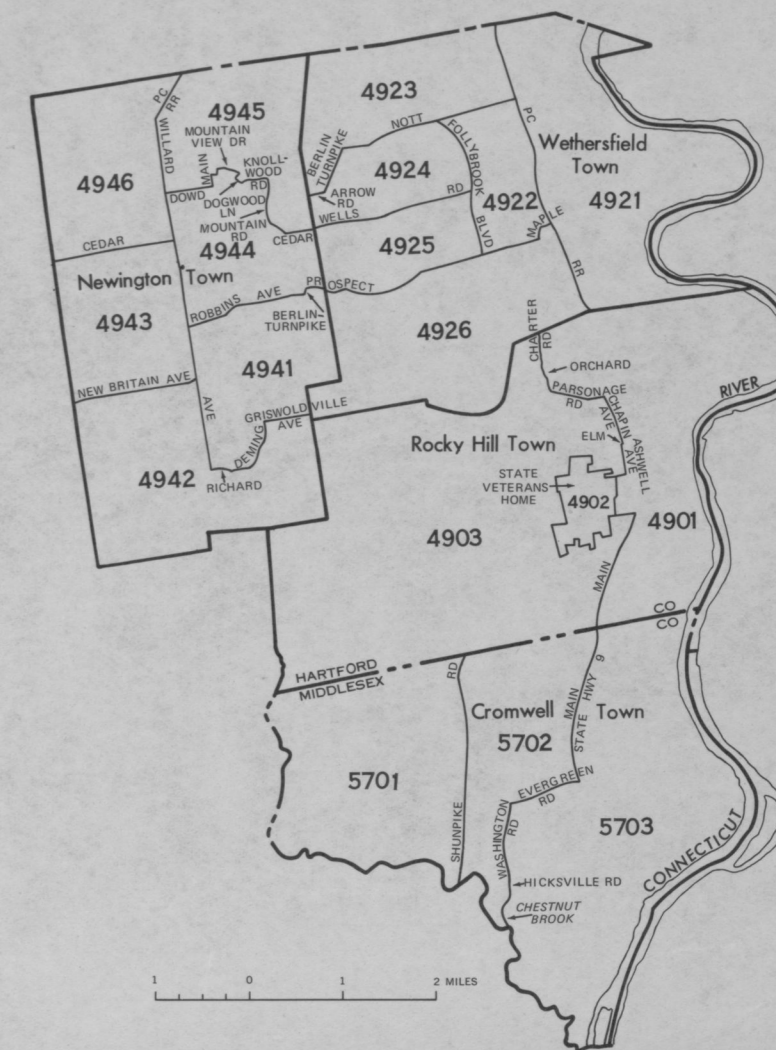 4923
4945
PC
RR
WILLARD
MOUNTAIN
VIEW DR
MAIN
KNOLL-
WOOD
RD
BERLIN
TURNPIKE
NOTT
FOLLYBROOK
BLVD
PC
RR
Wethersfield
Town
4921
4946
DOWD
DOGWOOD
LN
MOUNTAIN
RD
4924
ARROW
RD
WELLS
RD
4922
MAPLE
CEDAR
4944
CEDAR
4925
Newington Town
4943
ROBBINS AVE
PROSPECT
BERLIN-
TURNPIKE
4926
CHARTER
RD
ORCHARD
NEW BRITAIN AVE
4941
PARSONAGE
RD
CHAPIN
AVE
RIVER
AVE
GRISWOLDVILLE
AVE
DEMING
ELM
ASHWELL
AVE
Rocky Hill Town
4942
RICHARD
STATE
VETERANS
HOME
4902
4903
4901
MAIN
CO
CO
HARTFORD
MIDDLESEX
RD
SHUNPIKE
Cromwell Town
MAIN
STATE HWY 9
5702
5701
EVERGREEN
RD
WASHINGTON
RD
5703
CONNECTICUT
HICKSVILLE RD
CHESTNUT
BROOK
1 0 1 2 MILES